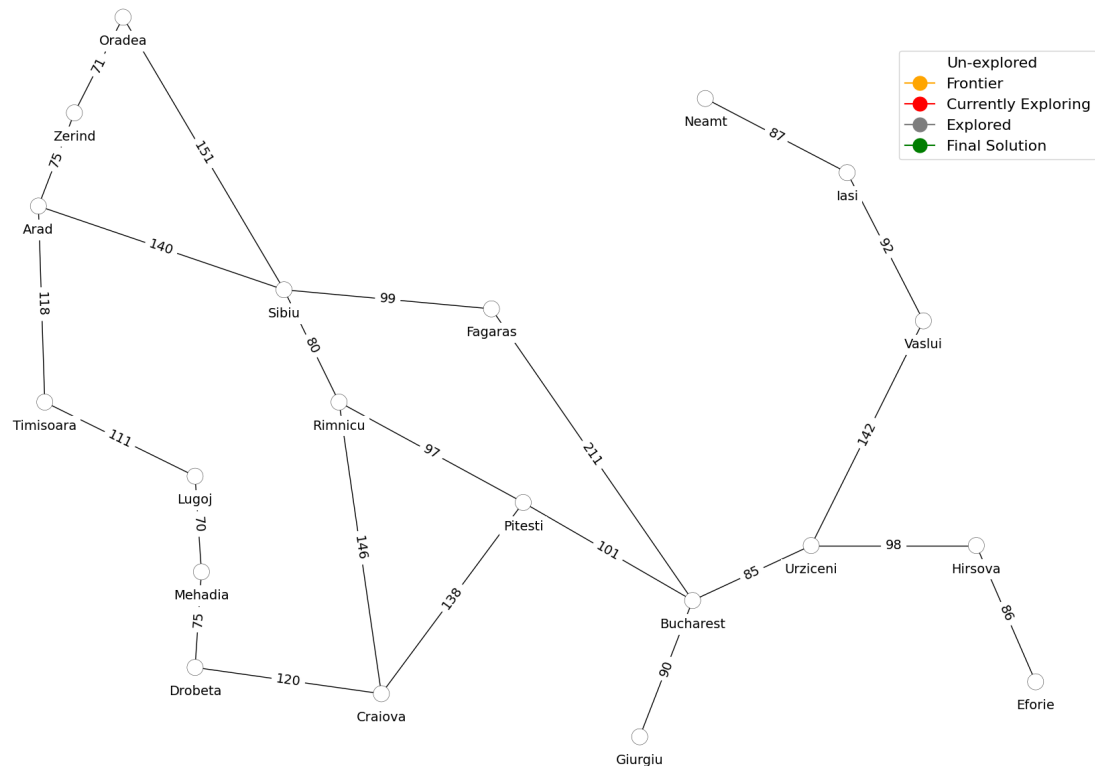 Oradea
71
Un-explored
Frontier
Currently Exploring
Explored
Final Solution
Neamt
87
Zerind
151
75
Iasi
Arad
92
140
118
99
Sibiu
Fagaras
Vaslui
80
Timisoara
Rimnicu
111
97
211
142
Lugoj
70
Pitesti
146
101
98
85
Urziceni
Hirsova
Mehadia
138
75
86
Bucharest
120
90
Drobeta
Craiova
Eforie
Giurgiu